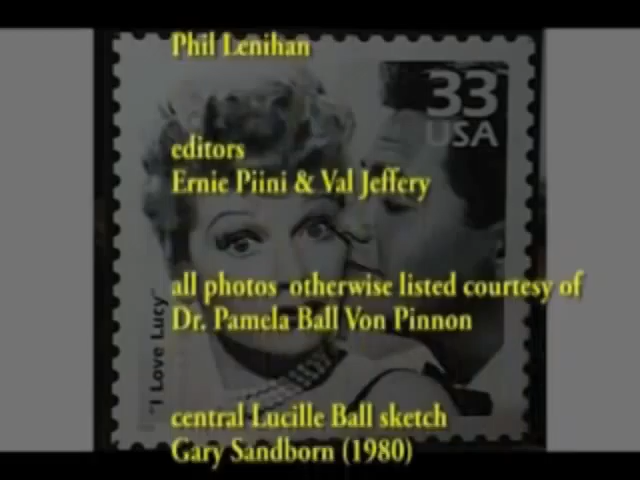 Phil Lenihan
33
USA
editors
Ernie Piini & Val Jeffery
all photos otherwise listed courtesy of
Dr. Pamela Ball Von Pinnon
"I Love Lucy"
central Lucille Ball sketch
Gary Sandborn (1980)